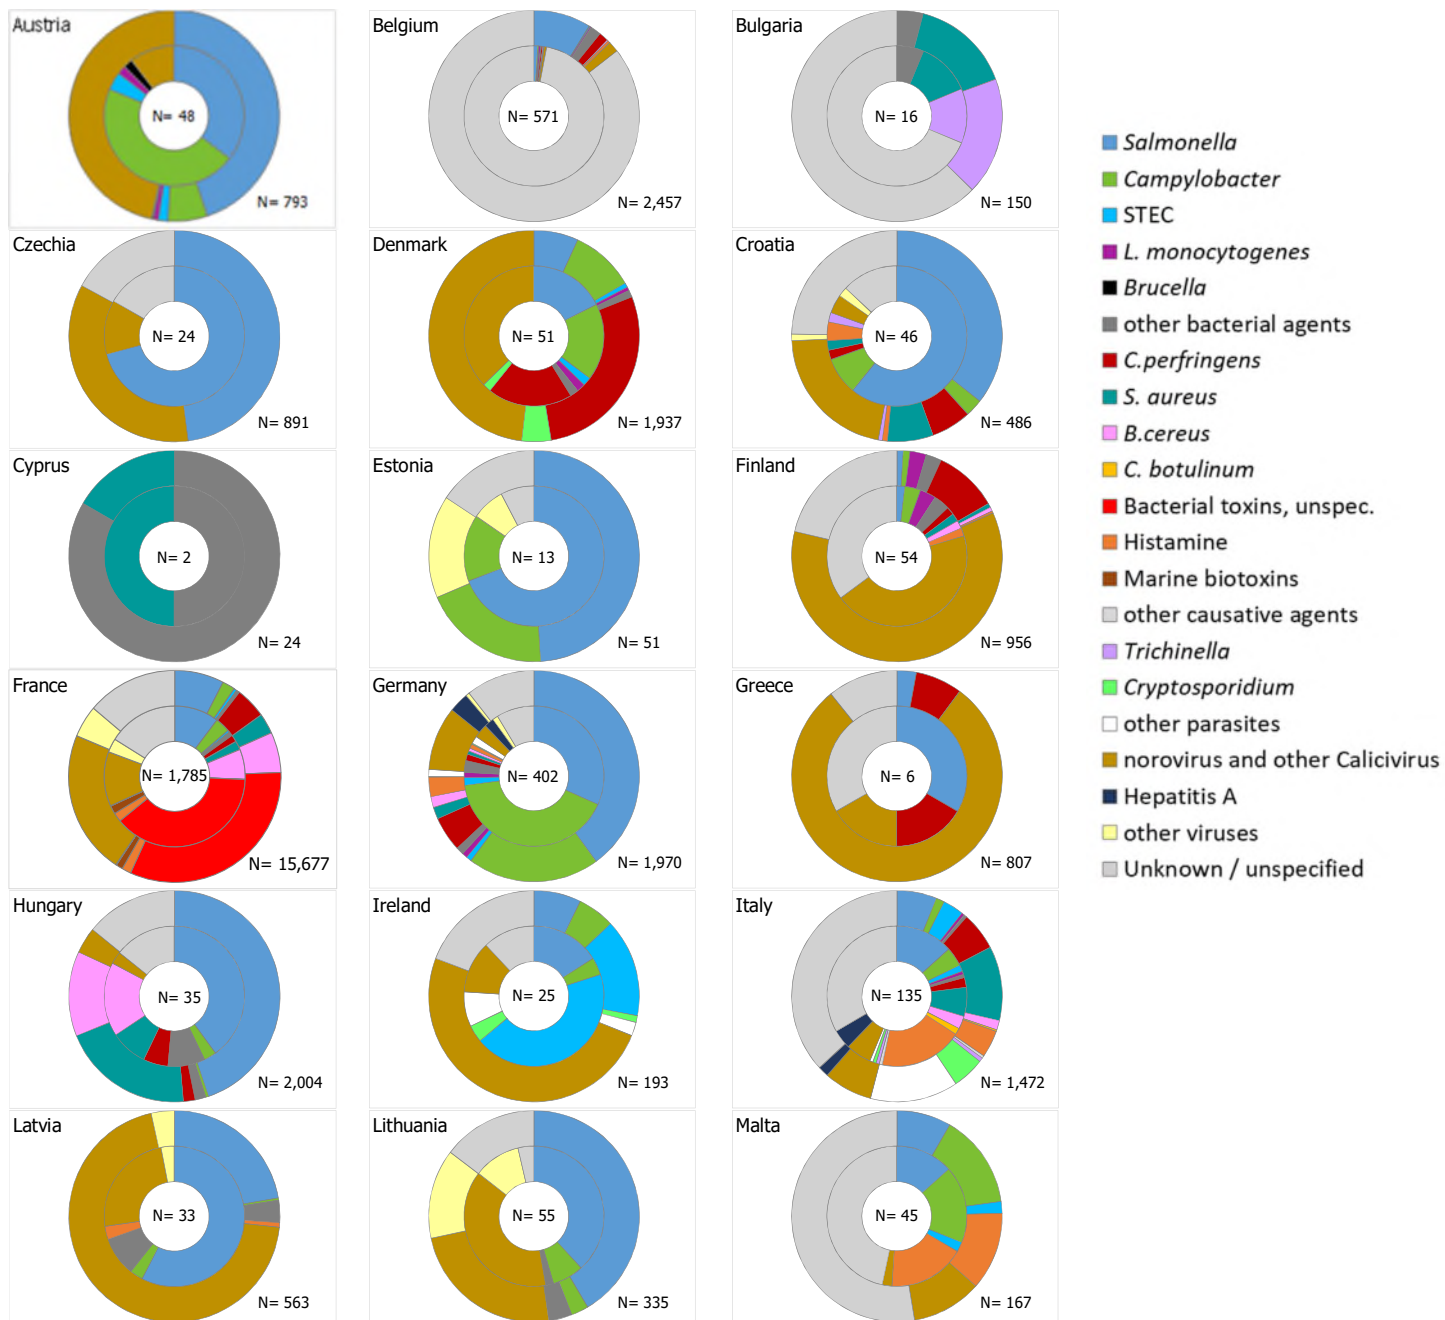 Austria
N= 48
N= 793
Belgium
N= 571
N= 2,457
Bulgaria
N= 16
N= 150
Czechia
N= 24
N= 891
Denmark
N= 51
N= 1,937
Croatia
N= 46
N= 486
Cyprus
N= 2
N= 24
Estonia
N= 13
N= 51
Finland
N= 54
N= 956
France
N= 1,785
N= 15,677
Germany
N= 402
N= 1,970
Greece
N= 6
N= 807
Hungary
N= 35
N= 2,004
Ireland
N= 25
N= 193
Italy
N= 135
N= 1,472
Latvia
N= 33
N= 563
Lithuania
N= 55
N= 335
Malta
N= 45
N= 167
Salmonella
Campylobacter
STEC
L. monocytogenes
Brucella
other bacterial agents
C.perfringens
S. aureus
B.cereus
C. botulinum
Bacterial toxins, unspec.
Histamine
Marine biotoxins
other causative agents
Trichinella
Cryptosporidium
other parasites
norovirus and other Calicivirus
Hepatitis A
other viruses
Unknown / unspecified